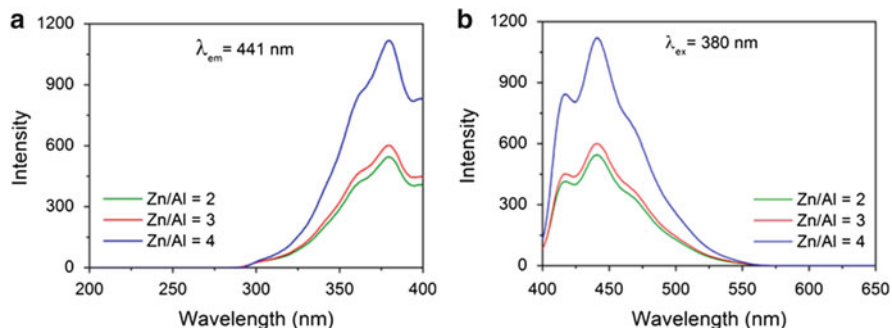 a
λem= 441 nm
1200
900
600
300
0
Intensity
Zn/Al = 2
Zn/Al = 3
Zn/Al = 4
200 250 300 350 400
Wavelength (nm)
b
λex= 380 nm
1200
900
600
300
0
Intensity
Zn/Al = 2
Zn/Al = 3
Zn/Al = 4
400 450 500 550 600 650
Wavelength (nm)